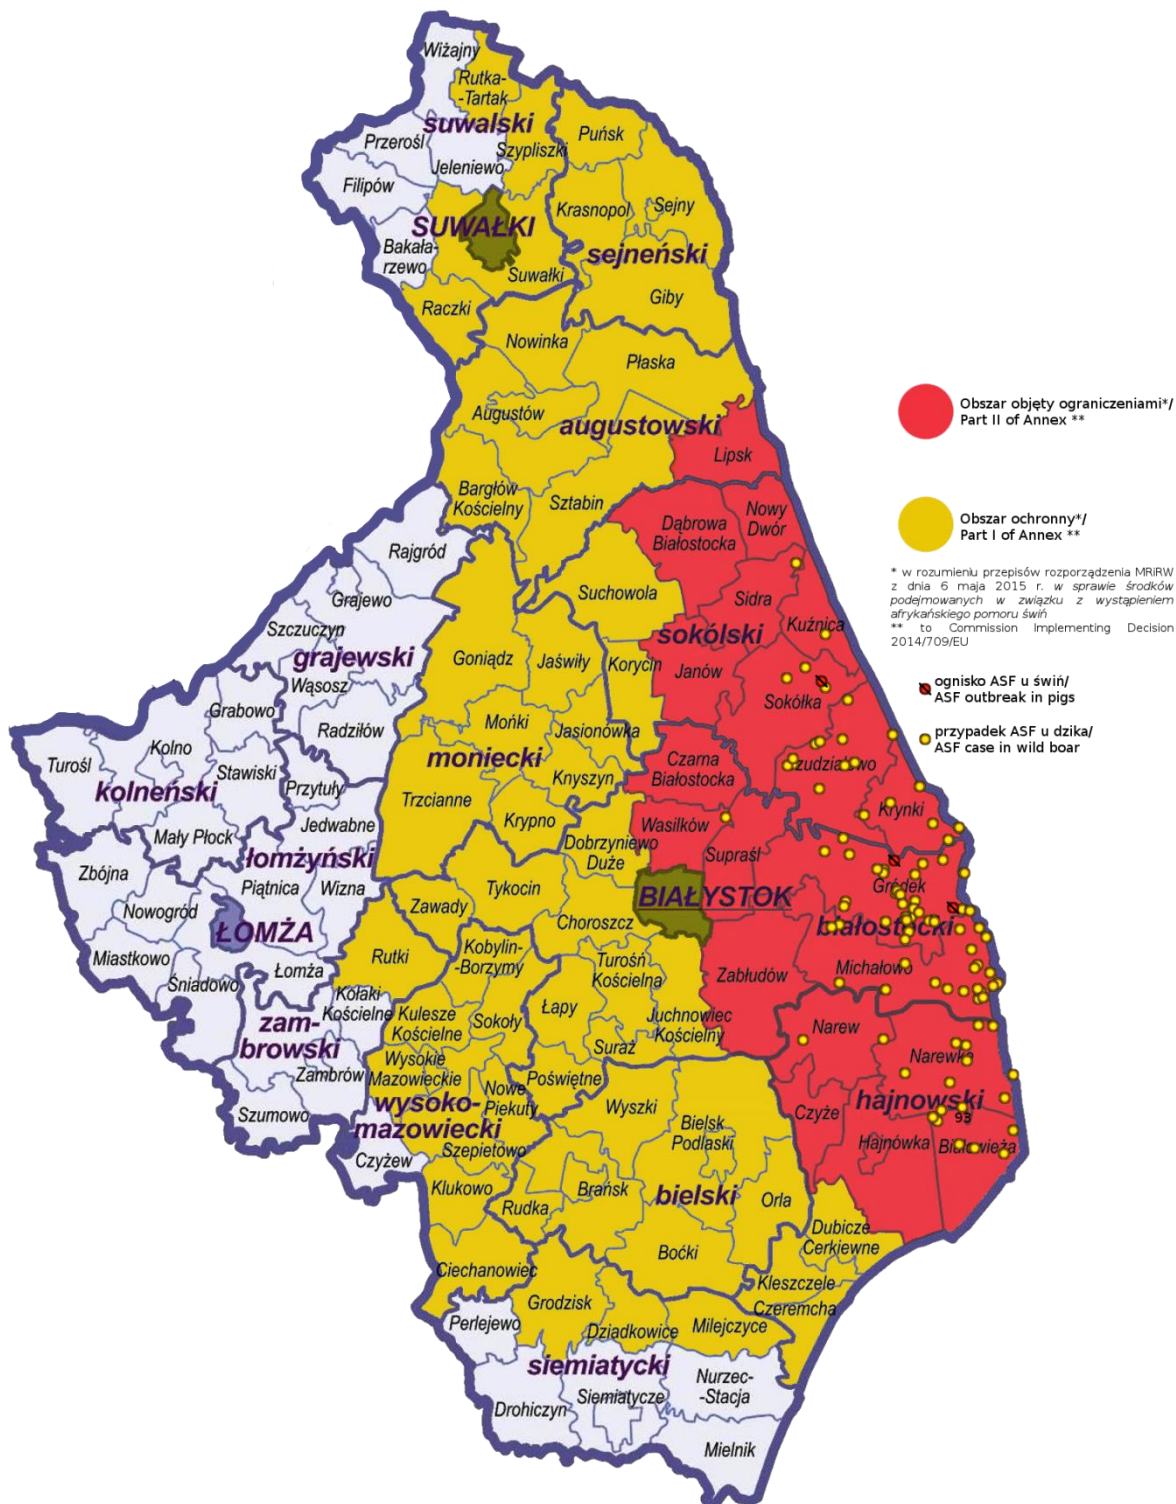 Wiżajny
Rutka-
-Tartak
suwalski
Szypliszki
Przerośl
Jeleniewo
Filipów
Puńsk
Krasnopol
Sejny
SUWAŁKI
Bakała-
rzewo
Suwałki
sejneński
Raczki
Giby
Nowinka
Płaska
Augustów
augustowski
Lipsk
Bargłów
Kościelny
Sztabin
Dąbrowa
Białostocka
Nowy
Dwór
Rajgród
Grajewo
Szczuczyn
grajewski
Wąsosz
Radziłów
Suchowola
Sidra
Kuźnica
sokólski
Goniądz
Jaświły
Korycin
Janów
Sokółka
Grabowo
Kolno
Turośl
Stawiski
kolneński
Mońki
Jasionówka
moniecki
Knyszyn
Trzcianne
Krypno
Czarna
Białostocka
Krynki
Przytuły
Jedwabne
Mały Płock
łomżyński
Zbójna
Piątnica
Wizna
Nowogród
ŁOMŻA
Miastkowo
Śniadowo
Łomża
Wasilków
Dobrzyniewo
Duże
Supraśl
Tykocin
BIAŁYSTOK
Gródek
Zawady
Choroszcz
białostocki
Rutki
Kobylin-
-Borzymy
Turośń
Kościelna
Zabłudów
Michałowo
Kołaki
Kościelne
Kulesze
Kościelne
Sokoły
Łapy
Juchnowiec
Kościelny
zam-
browski
Suraż
Narew
Narewka
Zambrów
Wysokie
Mazowieckie
Nowe
Piekuty
Poświętne
Szumowo
wysoko-
mazowiecki
Wyszki
Bielsk
Podlaski
Czyże
hajnowski
93
Szepietowo
Czyżew
Hajnówka
Białowieża
Klukowo
Brańsk
bielski
Rudka
Orla
Dubicze
Cerkiewne
Boćki
Ciechanowiec
Kleszczele
Grodzisk
Czeremcha
Perlejewo
Dziadkowice
Milejczyce
siemiatycki
Nurzec-
-Stacja
Siemiatycze
Drohiczyn
Mielnik
Obszar objęty ograniczeniami*/
Part II of Annex **
Obszar ochronny*/
Part I of Annex **
* w rozumieniu przepisów rozporządzenia MRiRW
z dnia 6 maja 2015 r. w sprawie środków
podejmowanych w związku z wystąpieniem
afrykańskiego pomoru świń
** to Commission Implementing Decision
2014/709/EU
ognisko ASF u świń/
ASF outbreak in pigs
przypadek ASF u dzika/
ASF case in wild boar